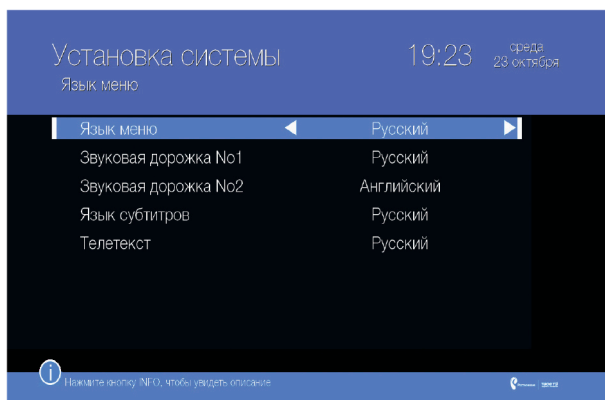 Установка системы
19:23
среда
23 октября
Язык меню
Язык меню Русский
Звуковая дорожка No1 Русский
Звуковая дорожка No2 Английский
Язык субтитров Русский
Телетекст Русский
i Нажмите кнопку INFO, чтобы увидеть описание